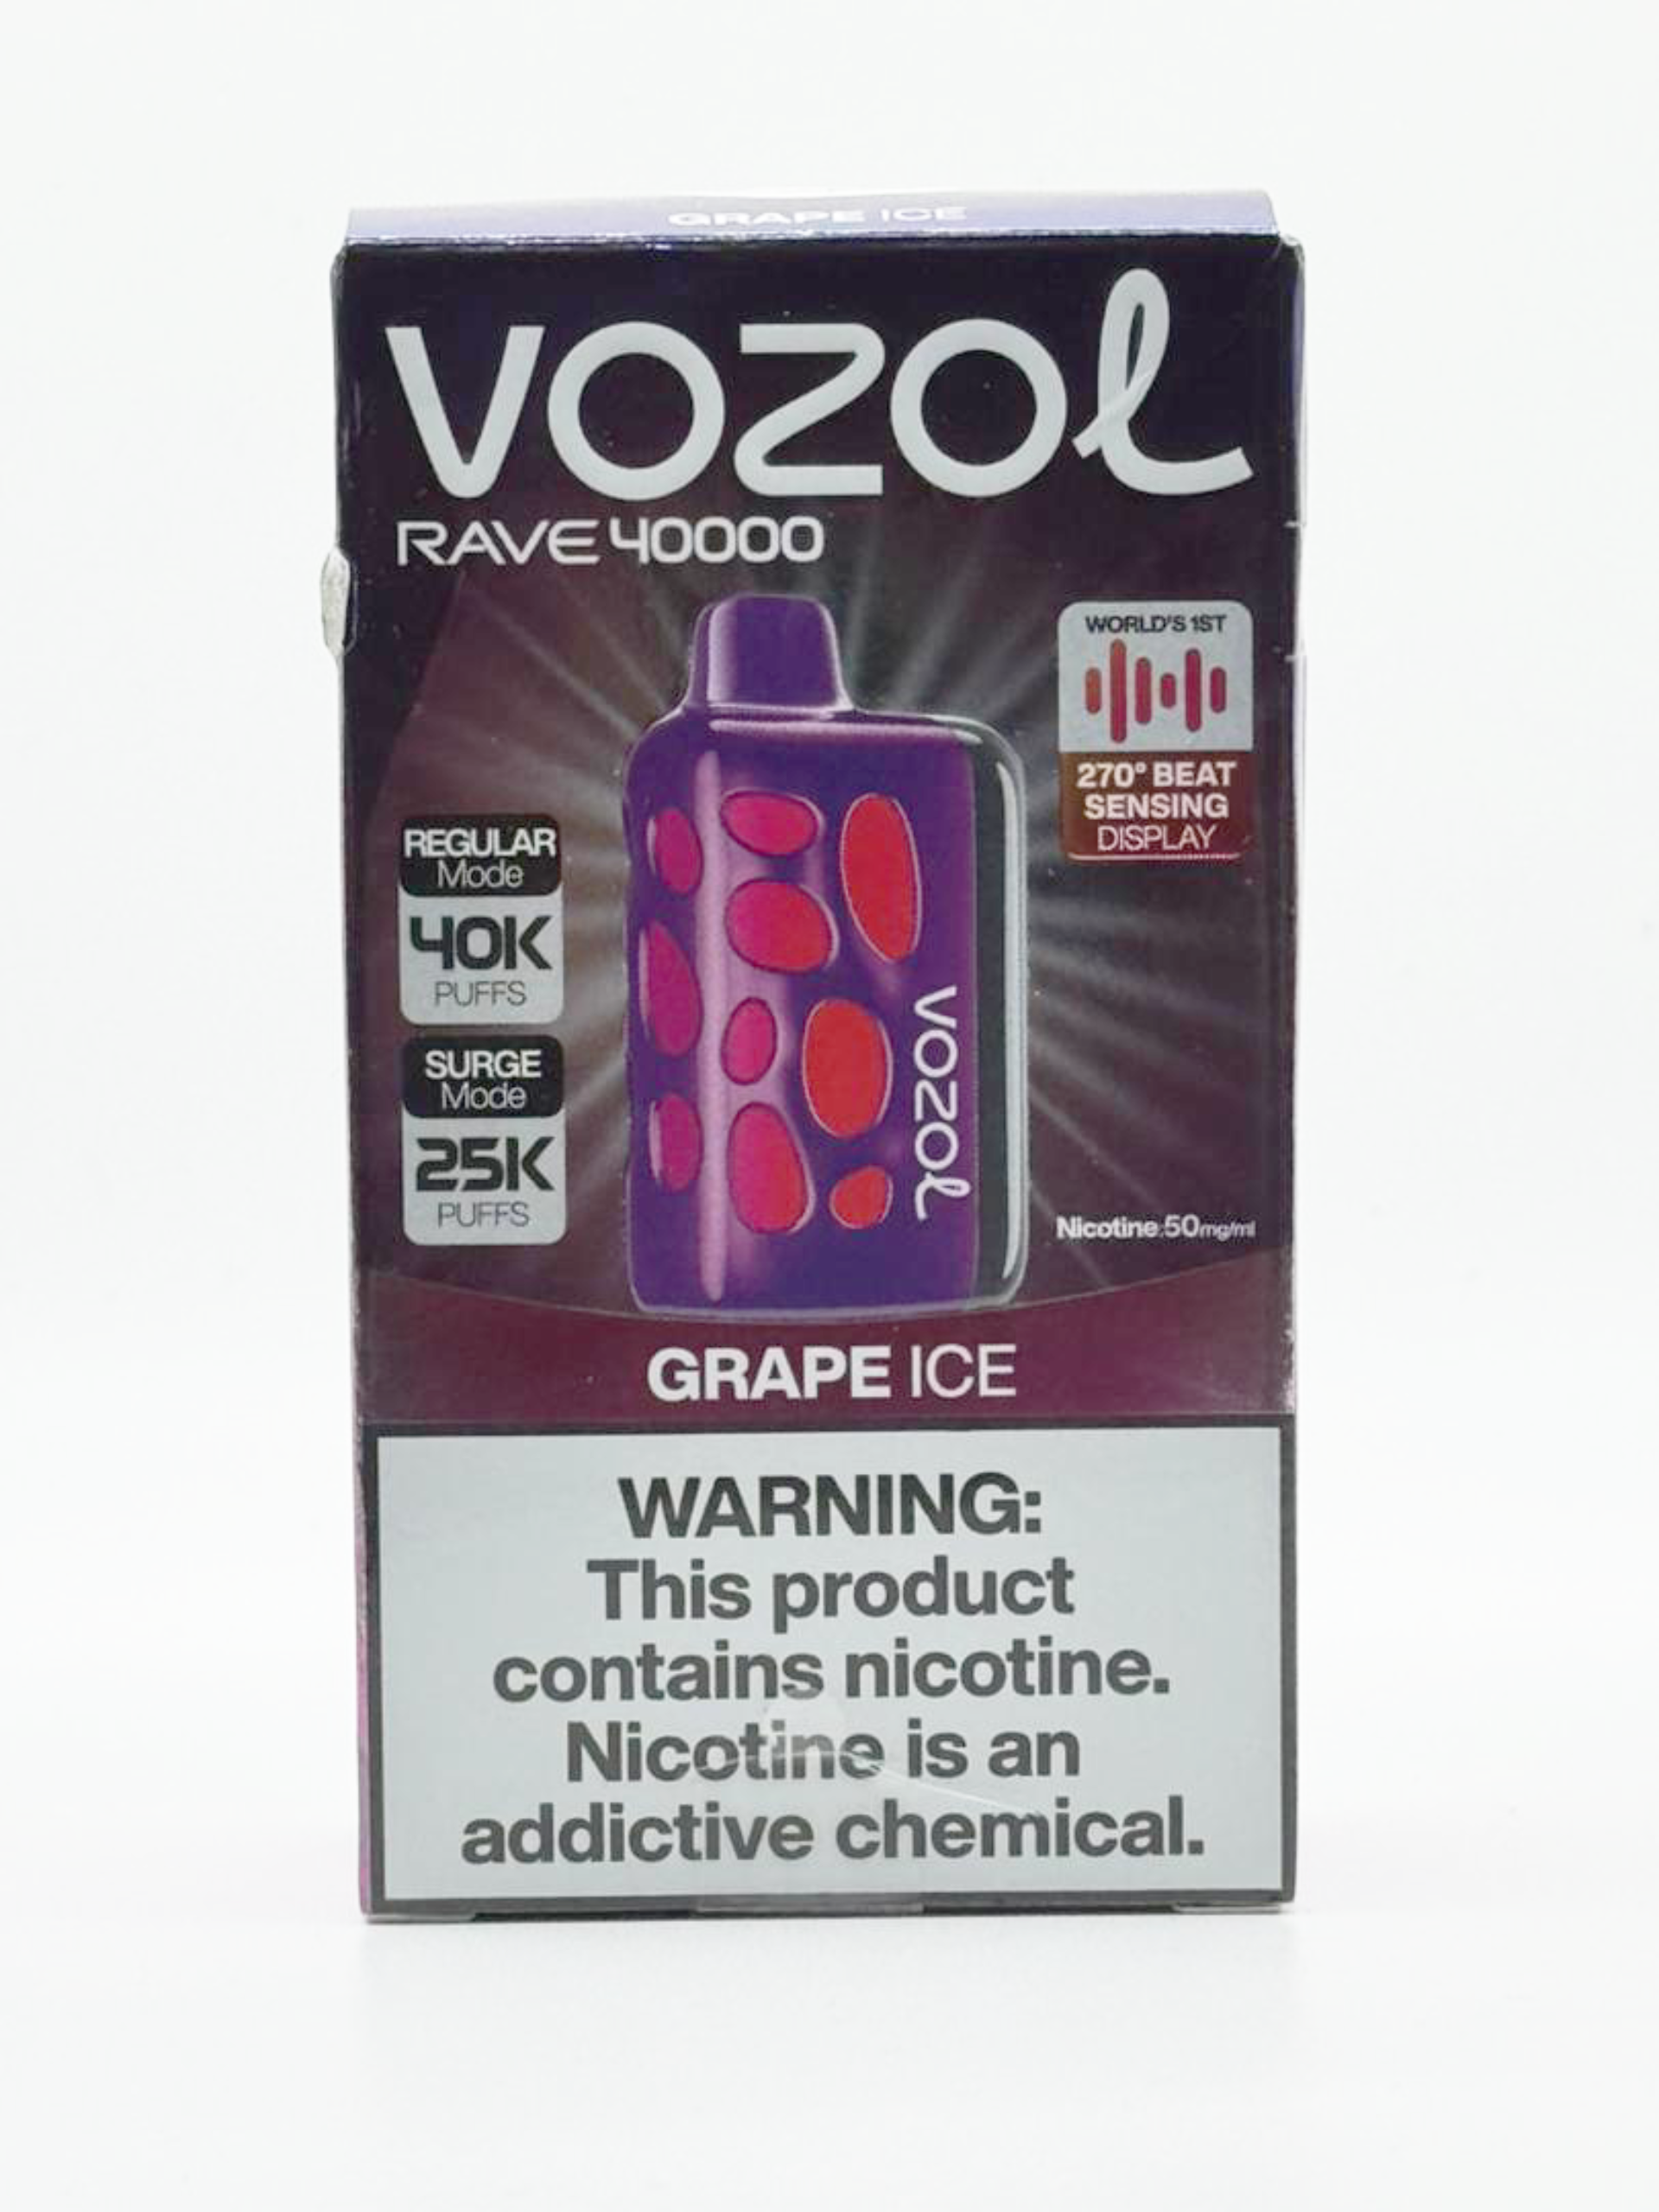 GRAPE ICE
VOZOL
RAVE 40000
WORLD'S 1ST
270° BEAT
SENSING
DISPLAY
REGULAR
Mode
40K
PUFFS
SURGE
Mode
25K
PUFFS
VOZOL
Nicotine:50mg/ml
GRAPE ICE
WARNING:
This product
contains nicotine.
Nicotine is an
addictive chemical.